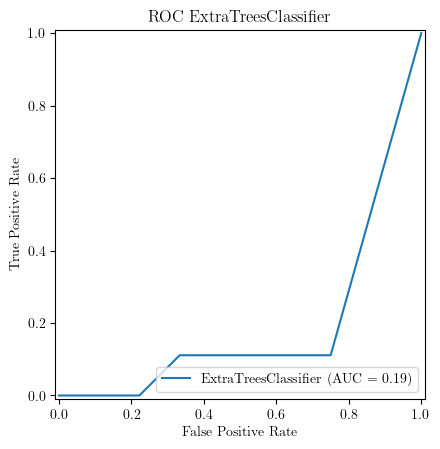 ROC ExtraTreesClassifier
1.0
0.8
0.6
0.4
0.2
0.0
True Positive Rate
ExtraTreesClassifier (AUC = 0.19)
0.0 0.2 0.4 0.6 0.8 1.0
False Positive Rate